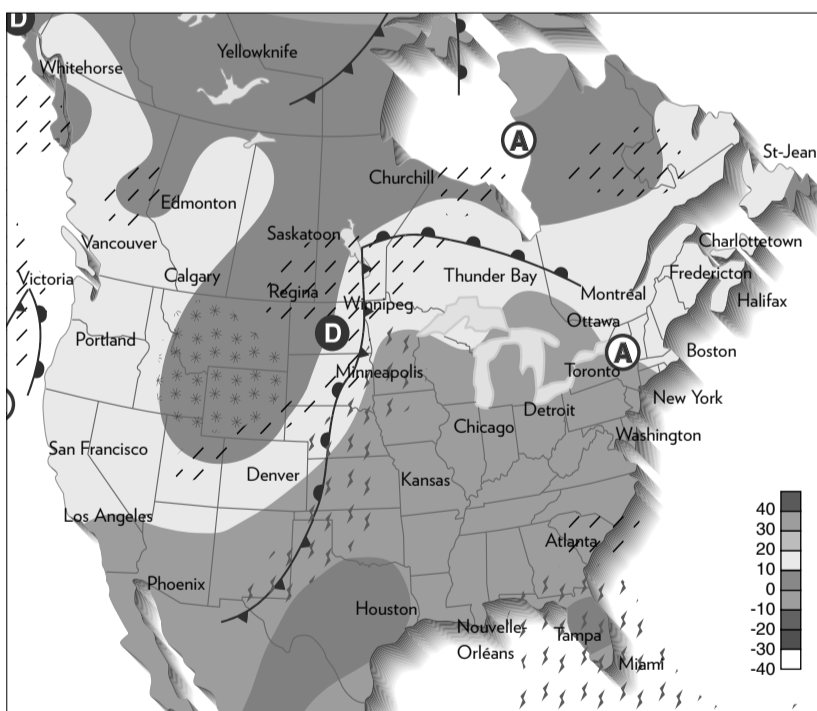 D
Yellowknife
Whitehorse
A
St-Jean
Churchill
Edmonton
Saskatoon
Vancouver
Charlottetown
Calgary
Thunder Bay
Fredericton
Victoria
Regina
Montréal
Winnipeg
Halifax
Ottawa
Portland
D
A
Boston
Minneapolis
Toronto
New York
Detroit
Chicago
Washington
San Francisco
Denver
Kansas
Los Angeles
Atlanta
Phoenix
Houston
Nouvelle-
Orléans
Tampa
Miami
40
30
20
10
0
-10
-20
-30
-40